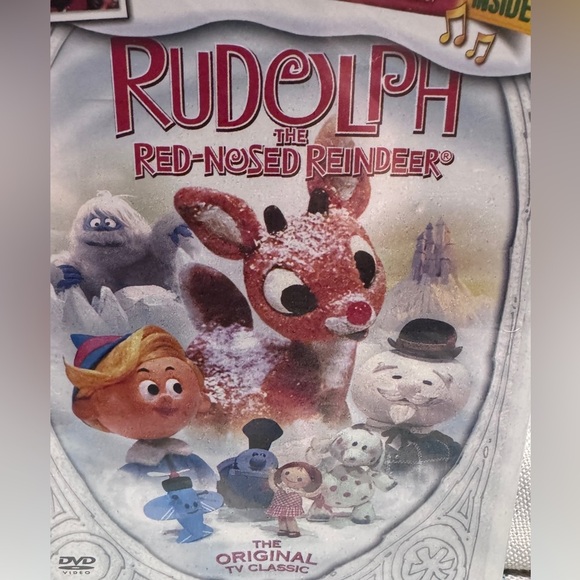 INSIDE
RUDOLPH
THE
RED-NOSED REINDEER®
THE
ORIGINAL
TV CLASSIC
DVD
VIDEO